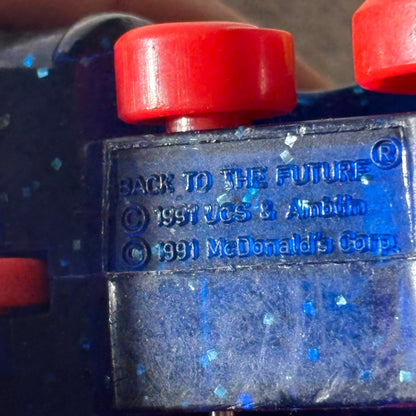 BACK TO THE FUTURE®
© 1991 UCS & Amblin
© 1991 McDonald's Corp.